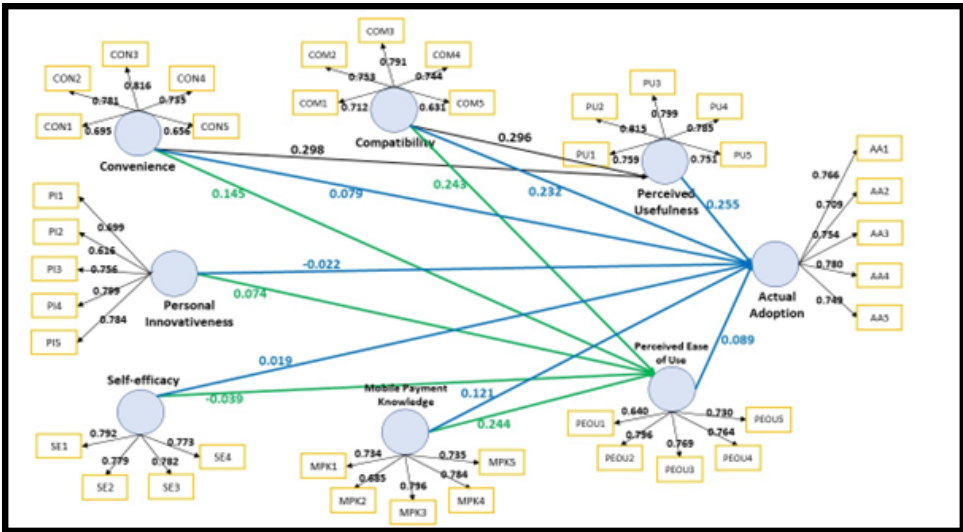 COM3
CON3
COM2
COM4
0.791
CON2
CON4
0.753
0.744
PU3
0.816
0.781
0.735
COM1
0.712
0.631
COM5
PU2
PU4
0.799
CON1
0.695
0.656
CON5
0.815
0.785
Compatibility
0.296
AA1
0.298
PU1
0.759
0.751
PU5
Convenience
0.766
0.145
0.079
0.243
0.232
Perceived
Usefulness
0.255
AA2
PI1
0.709
0.699
PI2
0.754
AA3
0.616
PI3
0.756
-0.022
0.780
AA4
0.074
0.799
PI4
Personal
Innovativeness
Actual
Adoption
0.749
0.784
AA5
PI5
Perceived Ease
of Use
0.089
0.019
Self-efficacy
-0.039
Mobile Payment
Knowledge
0.121
0.244
0.640
0.730
PEOU1
PEOU5
0.792
0.773
0.796
0.764
SE1
0.734
0.735
0.769
SE4
0.779
0.782
MPK1
MPK5
PEOU2
PEOU4
0.685
0.784
PEOU3
0.796
SE2
SE3
MPK2
MPK4
MPK3